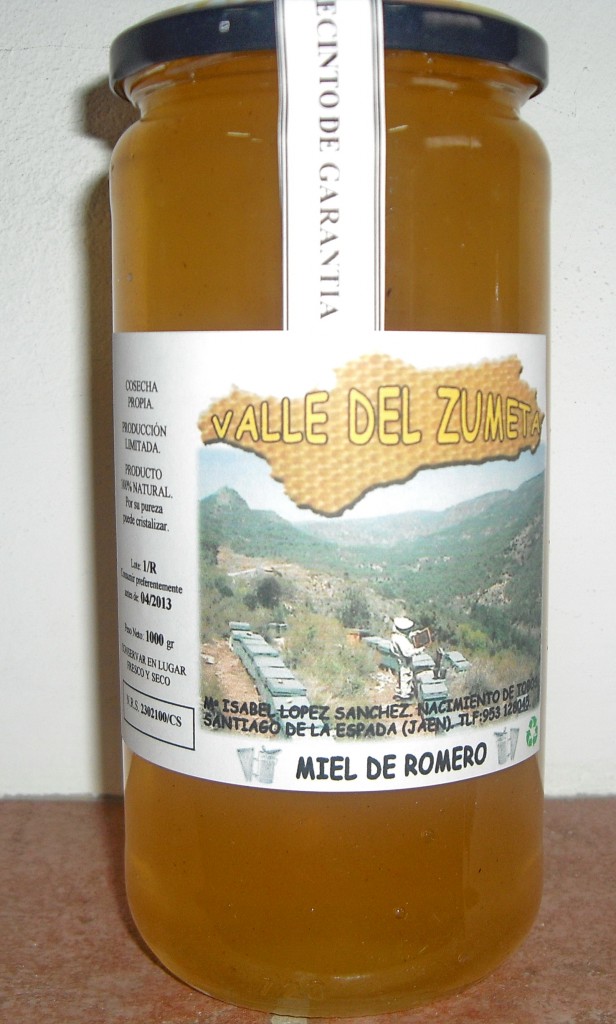 ECINTO DE GARANTIA
VALLE DEL ZUMETA
COSECHA
PROPIA.
PRODUCCIÓN
LIMITADA.
PRODUCTO
100% NATURAL.
Por su pureza
puede cristalizar.
Lote: 1/R
Consumir preferentemente
antes de: 04/2013
Peso Neto: 1000 gr
CONSERVAR EN LUGAR
FRESCO Y SECO
N.R.S. 2302100/CS
Mª ISABEL LOPEZ SANCHEZ. NACIMIENTO DE
SANTIAGO DE LA ESPADA (JAEN). TLF:953 128045
MIEL DE ROMERO